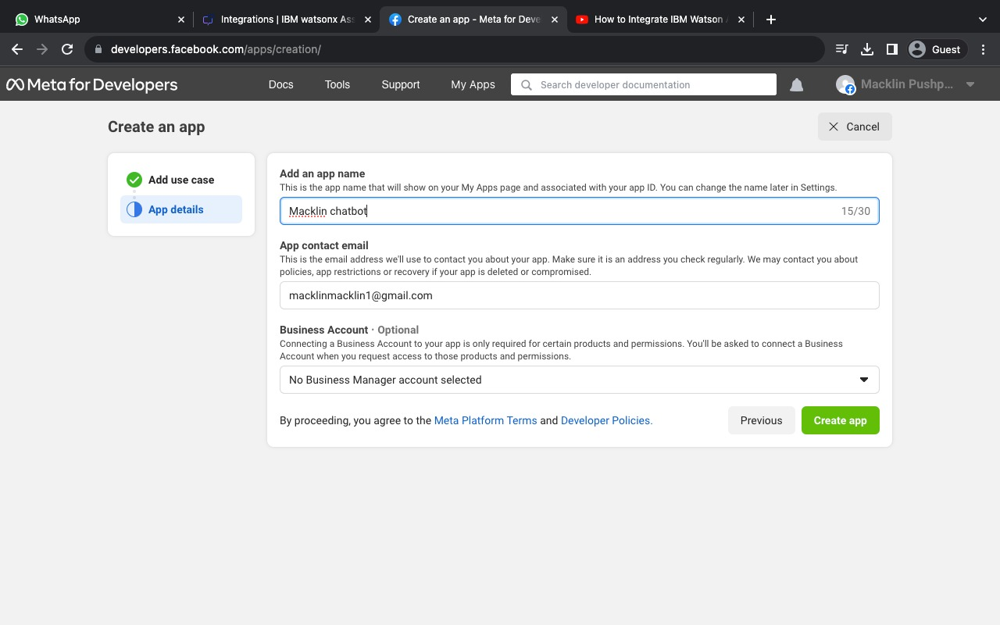 WhatsApp
Integrations | IBM watsonx Ass
Create an app - Meta for Deve
How to Integrate IBM Watson A
developers.facebook.com/apps/creation/
Guest
Meta for Developers
Docs
Tools
Support
My Apps
Search developer documentation
Macklin Pushp...
Create an app
Cancel
Add use case
App details
Add an app name
This is the app name that will show on your My Apps page and associated with your app ID. You can change the name later in Settings.
Macklin chatbot
15/30
App contact email
This is the email address we'll use to contact you about your app. Make sure it is an address you check regularly. We may contact you about
policies, app restrictions or recovery if your app is deleted or compromised.
macklinmacklin1@gmail.com
Business Account · Optional
Connecting a Business Account to your app is only required for certain products and permissions. You'll be asked to connect a Business
Account when you request access to those products and permissions.
No Business Manager account selected
By proceeding, you agree to the Meta Platform Terms and Developer Policies.
Previous
Create app